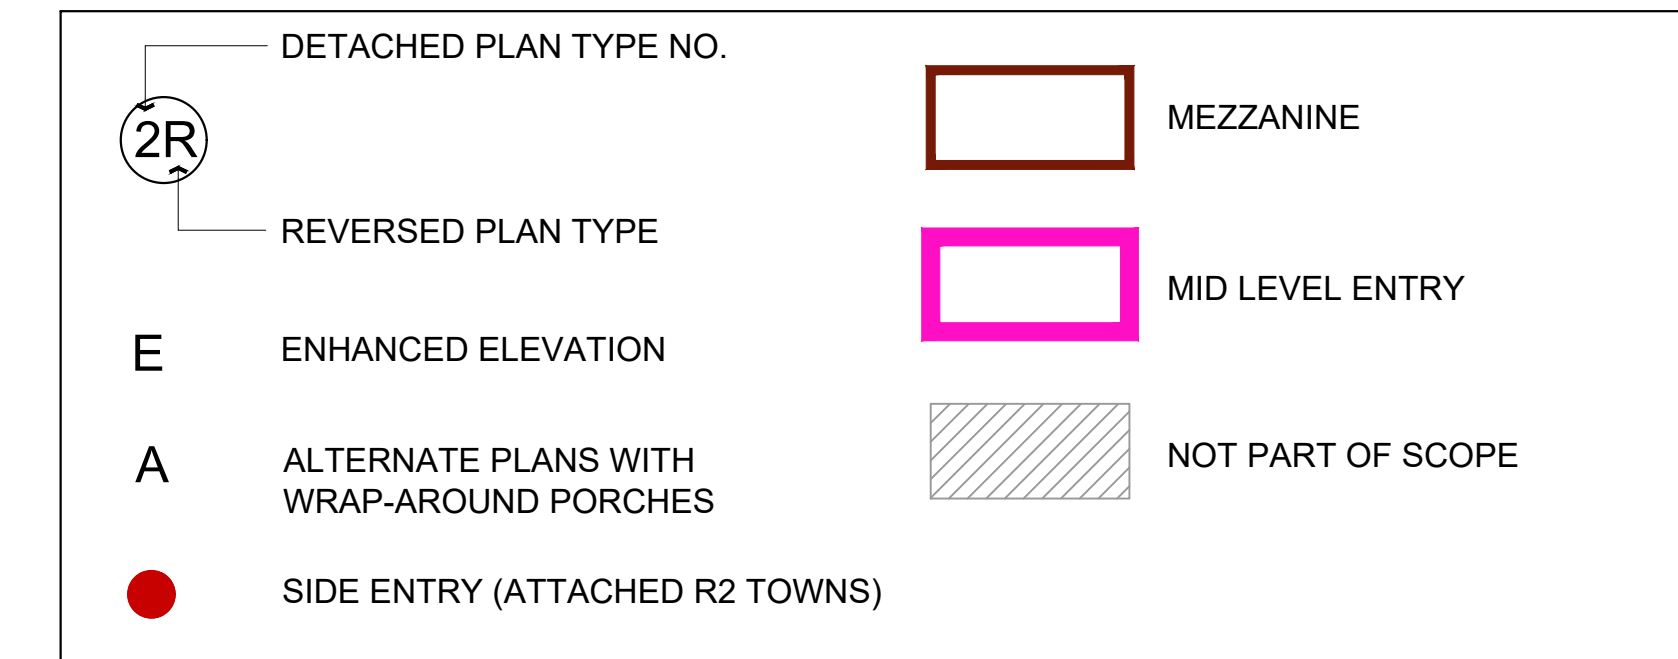 DETACHED PLAN TYPE NO.
2R
REVERSED PLAN TYPE
E ENHANCED ELEVATION
A ALTERNATE PLANS WITH
WRAP-AROUND PORCHES
SIDE ENTRY (ATTACHED R2 TOWNS)
MEZZANINE
MID LEVEL ENTRY
NOT PART OF SCOPE